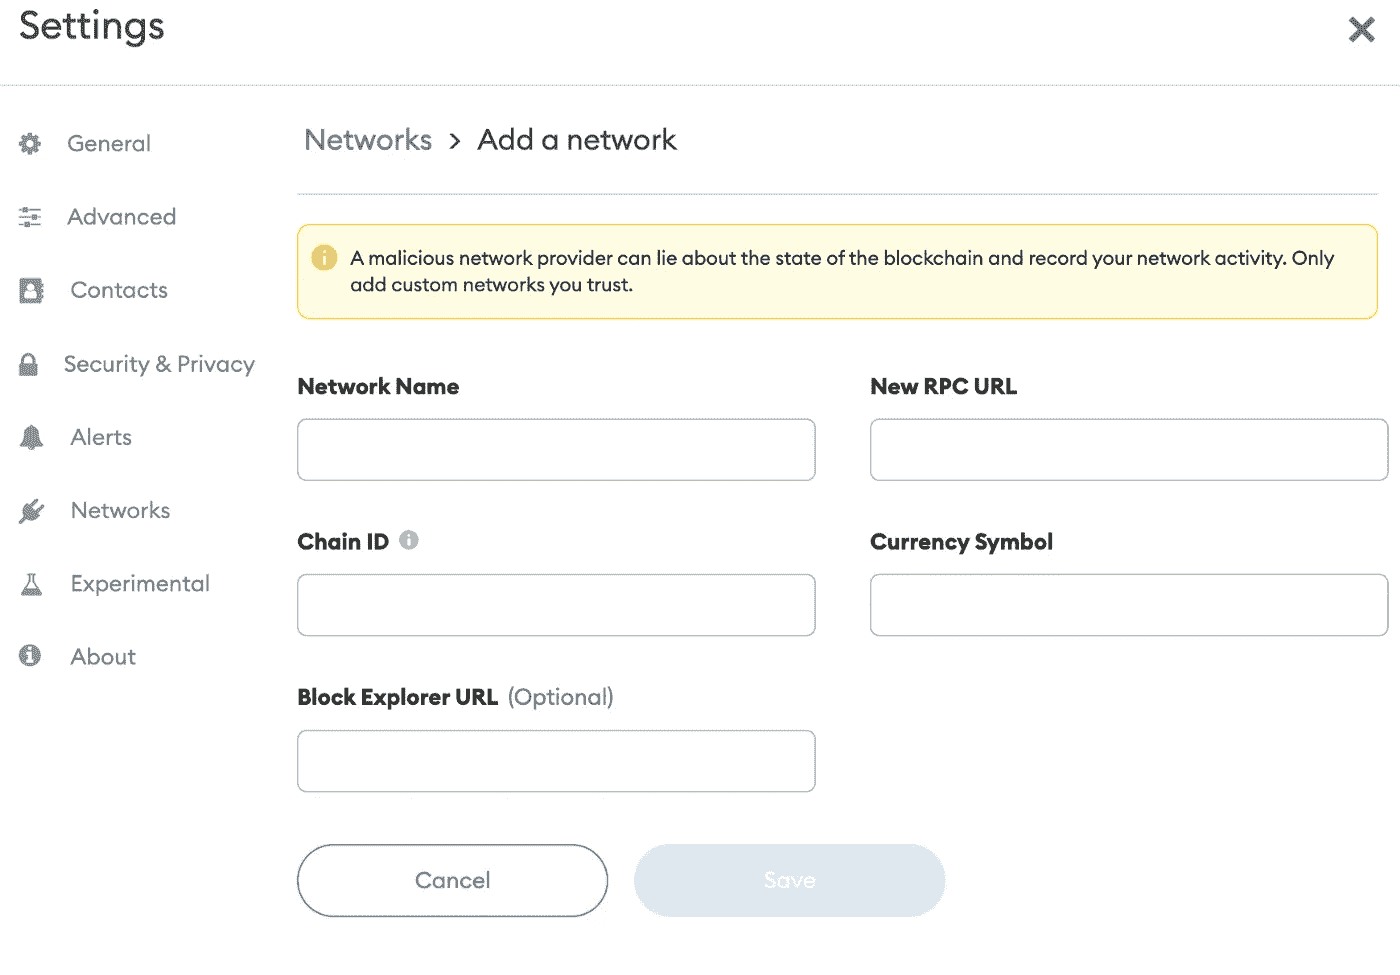 Settings
General
Advanced
Contacts
Security & Privacy
Alerts
Networks
Experimental
About
Networks > Add a network
A malicious network provider can lie about the state of the blockchain and record your network activity. Only
add custom networks you trust.
Network Name
New RPC URL
Chain ID
Currency Symbol
Block Explorer URL (Optional)
Cancel
Save